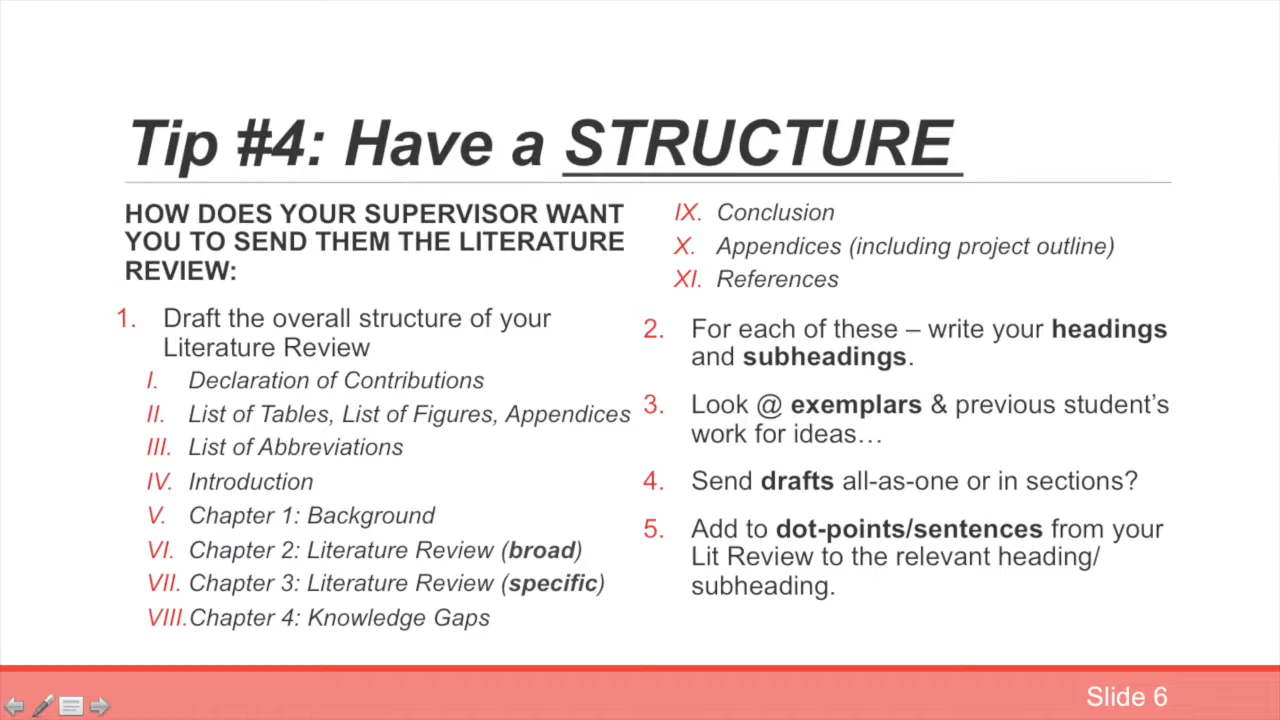 Tip #4: Have a STRUCTURE
HOW DOES YOUR SUPERVISOR WANT
YOU TO SEND THEM THE LITERATURE
REVIEW:
1. Draft the overall structure of your
Literature Review
I. Declaration of Contributions
II. List of Tables, List of Figures, Appendices
III. List of Abbreviations
IV. Introduction
V. Chapter 1: Background
VI. Chapter 2: Literature Review (broad)
VII. Chapter 3: Literature Review (specific)
VIII. Chapter 4: Knowledge Gaps
IX. Conclusion
X. Appendices (including project outline)
XI. References
2. For each of these – write your headings
and subheadings.
3. Look @ exemplars & previous student’s
work for ideas…
4. Send drafts all-as-one or in sections?
5. Add to dot-points/sentences from your
Lit Review to the relevant heading/
subheading.
Slide 6